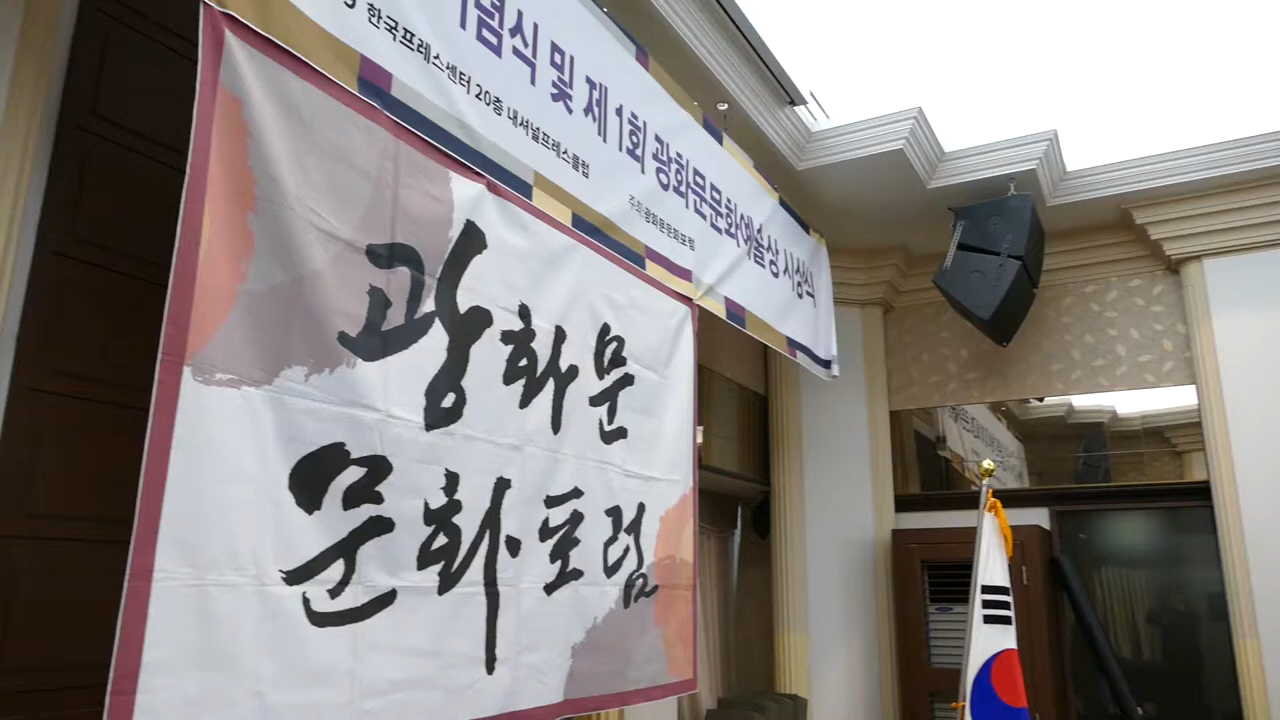 념식 및 제 1회 광화문문화예술상 시상식
한국프레스센터 20층 내셔널프레스클럽
주최:광화문문화포럼
광화문
문화포럼